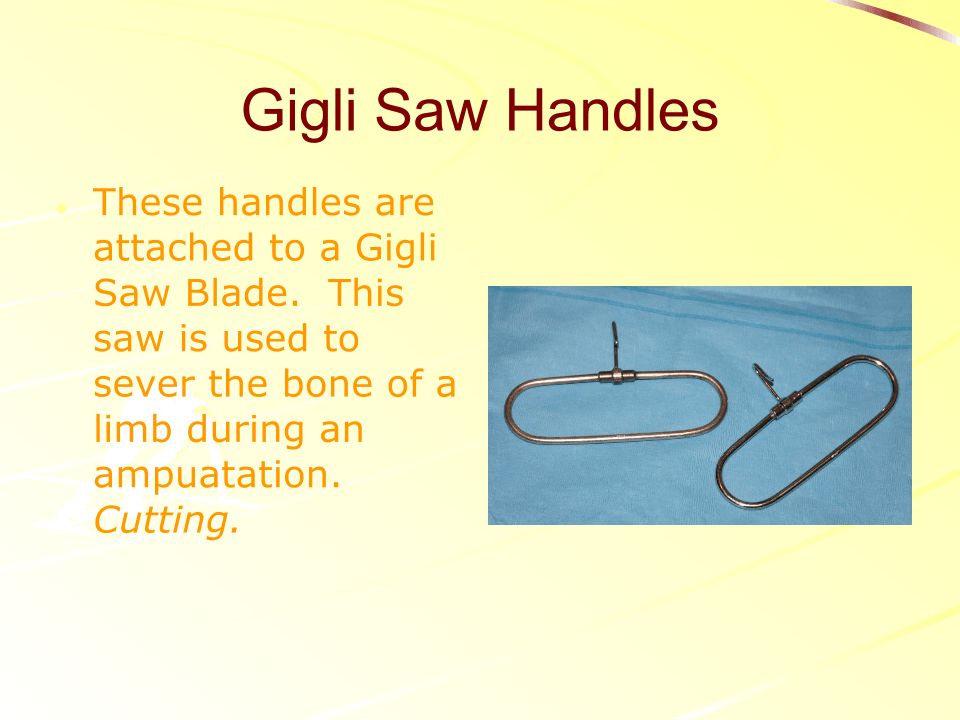 Gigli Saw Handles
These handles are
attached to a Gigli
Saw Blade.  This
saw is used to
sever the bone of a
limb during an
ampuatation.
Cutting.